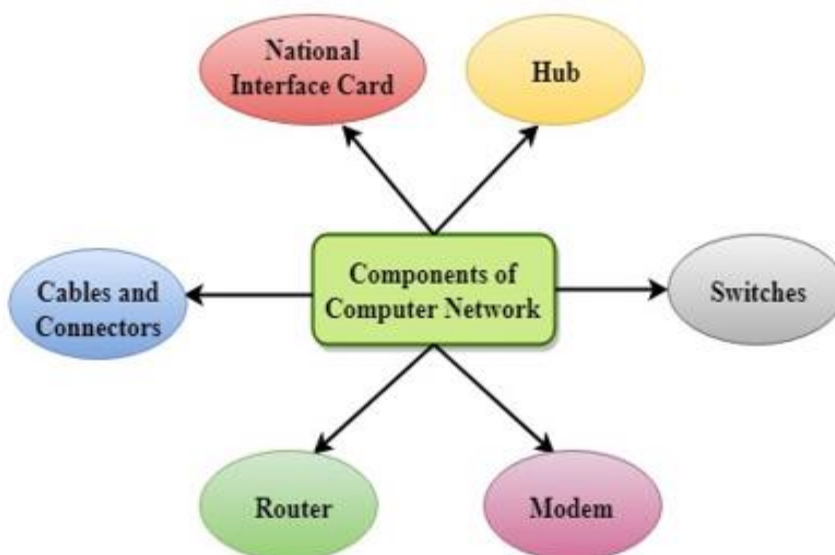 National
Interface Card
Hub
Cables and
Connectors
Components of
Computer Network
Switches
Router
Modem